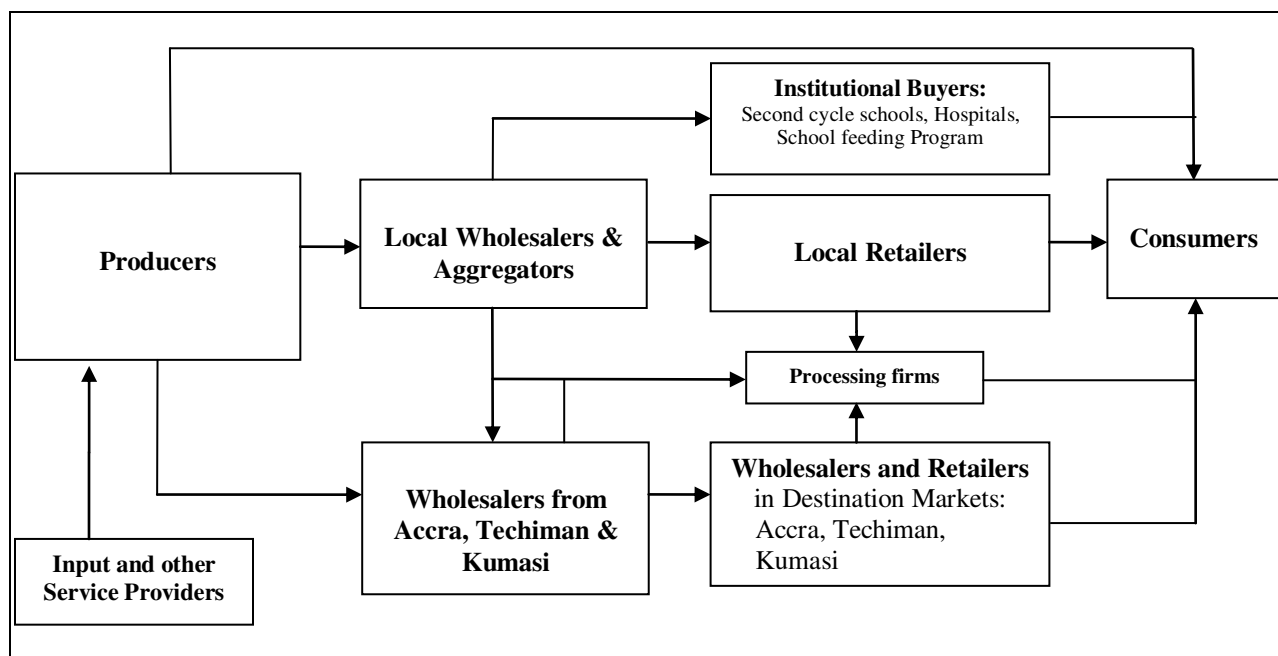 Institutional Buyers:
Second cycle schools, Hospitals,
School feeding Program
Producers
Local Wholesalers &
Aggregators
Local Retailers
Consumers
Processing firms
Wholesalers from
Accra, Techiman &
Kumasi
Wholesalers and Retailers
in Destination Markets:
Accra, Techiman,
Kumasi
Input and other
Service Providers